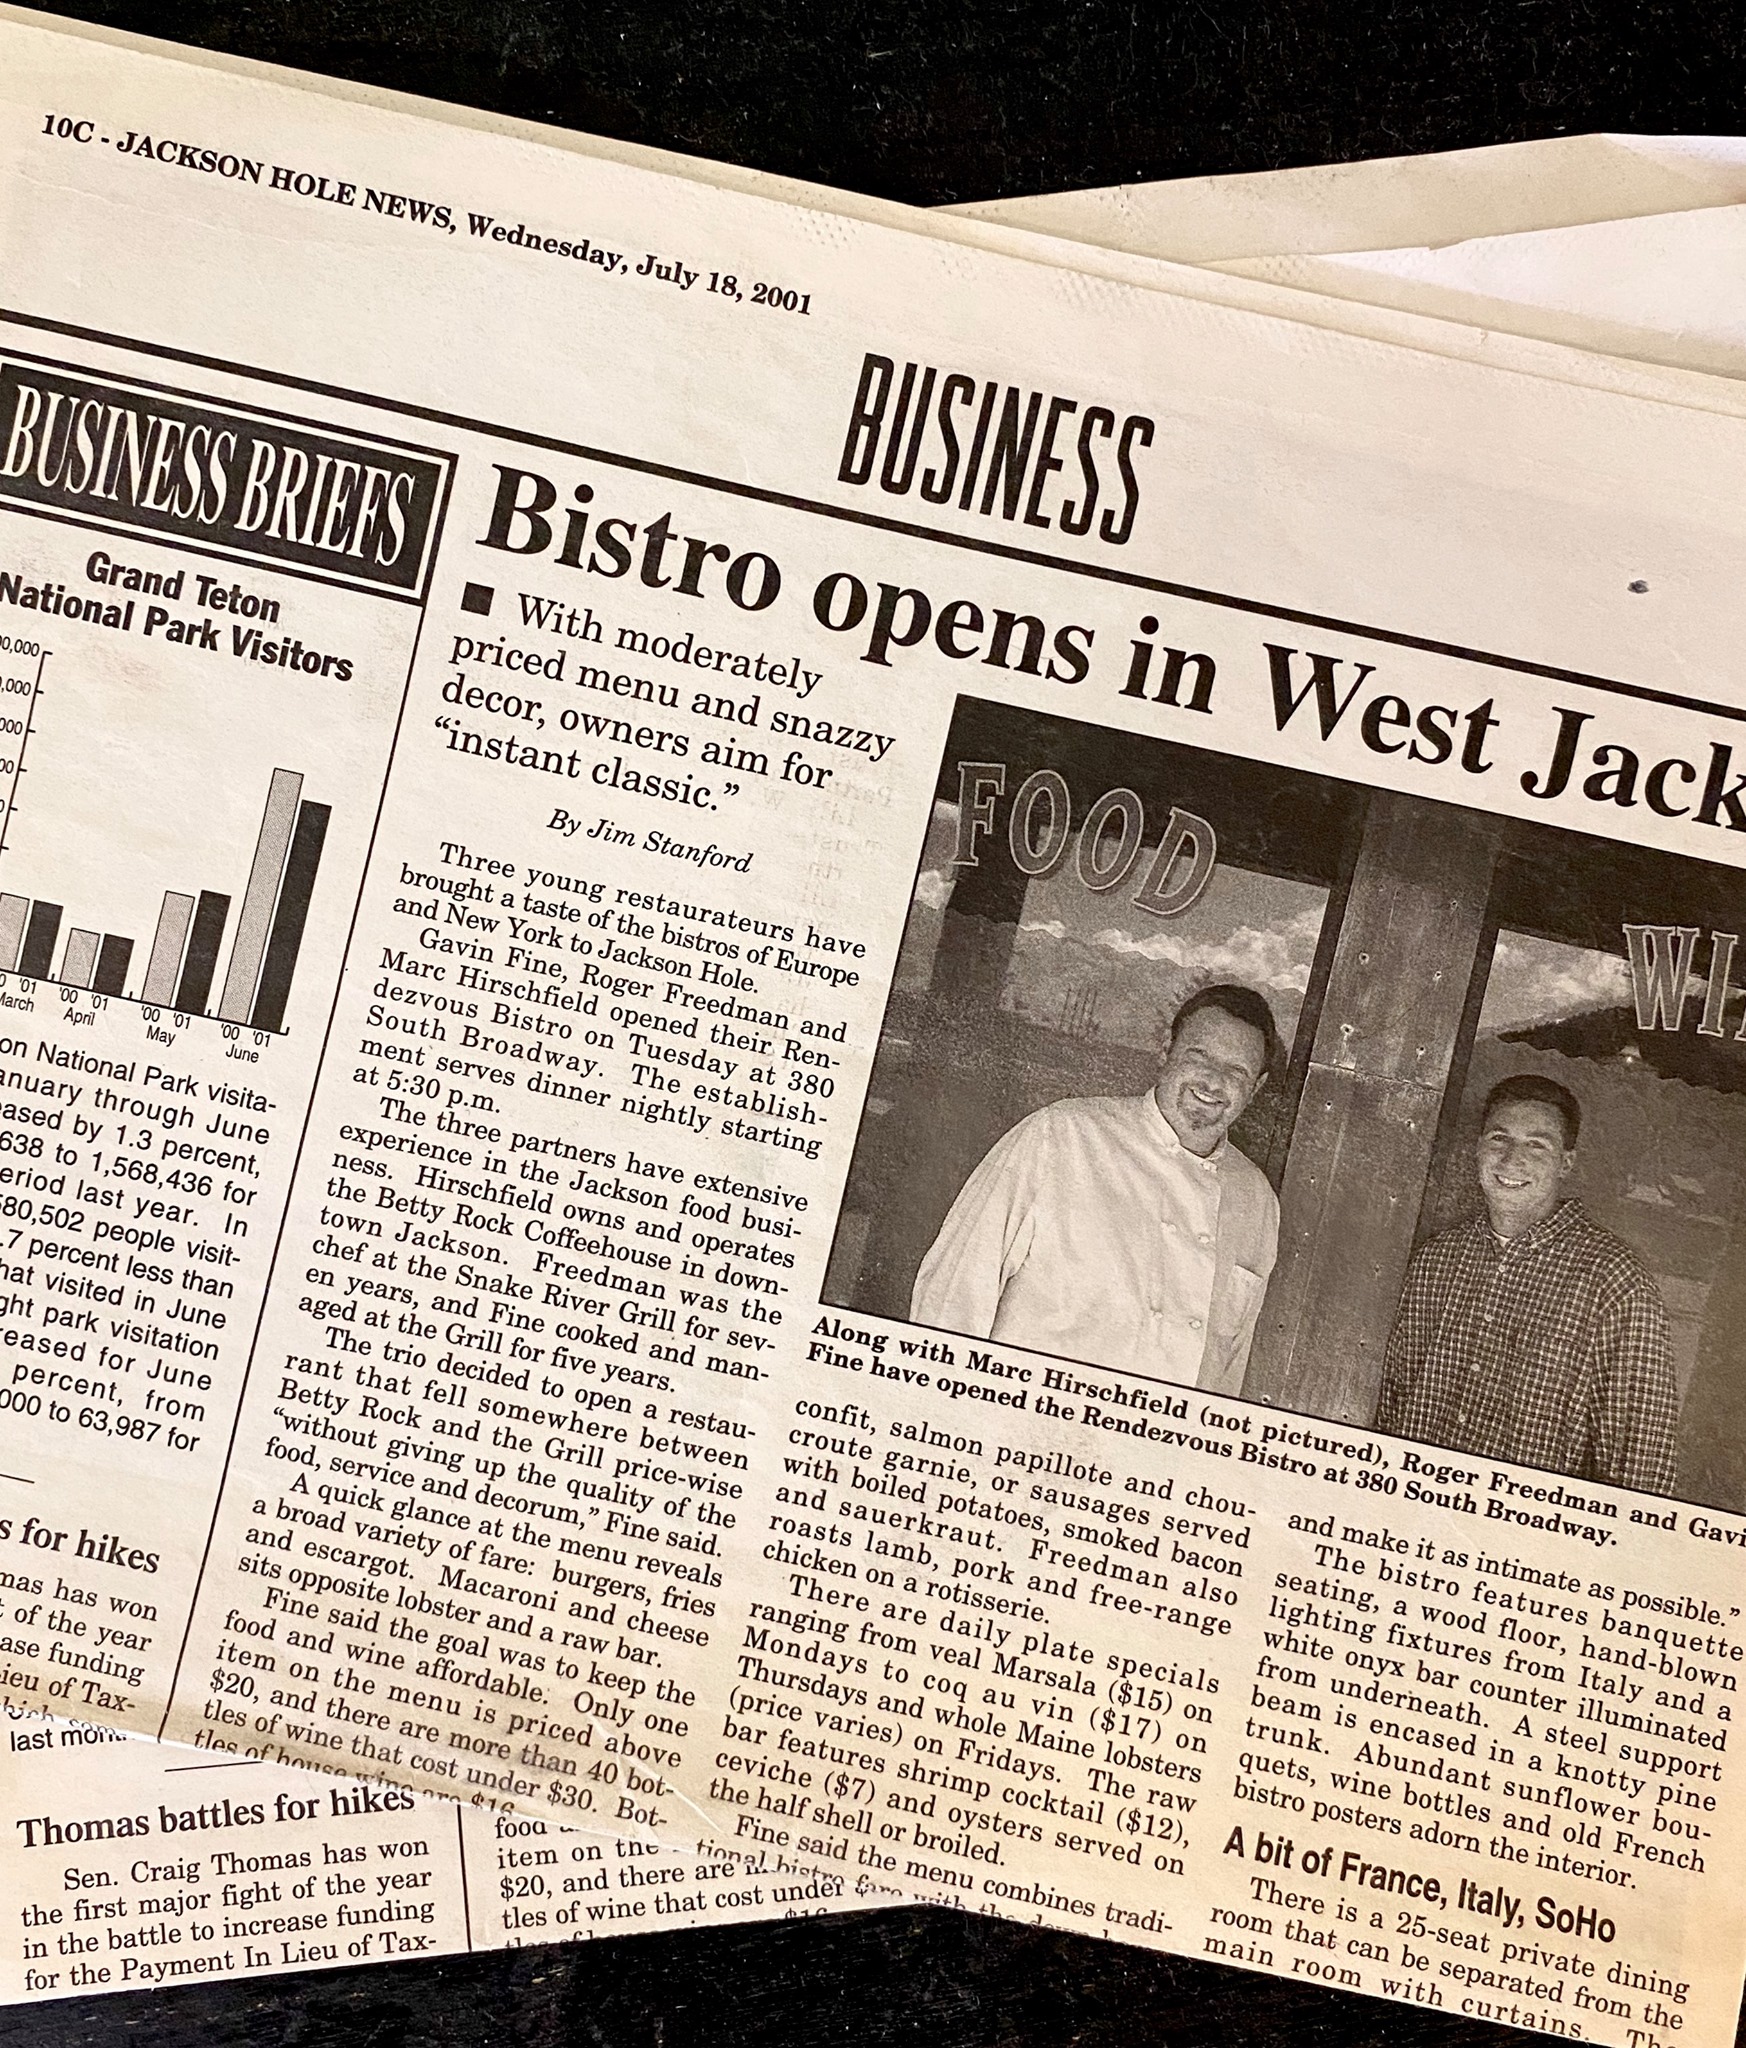 10C - JACKSON HOLE NEWS, Wednesday, July 18, 2001
BUSINESS
BUSINESS BRIEFS
Grand Teton
National Park Visitors
0,000
,000
000
00
0
'01
'00 '01
'00 '01
'00 '01
March
April
May
June
on National Park visita-
anuary through June
eased by 1.3 percent,
638 to 1,568,436 for
eriod last year. In
580,502 people visit-
.7 percent less than
hat visited in June
ght park visitation
reased for June
percent, from
000 to 63,987 for
s for hikes
mas has won
t of the year
ase funding
ieu of Tax-
which som
last mon
Thomas battles for hikes
Sen. Craig Thomas has won
the first major fight of the year
in the battle to increase funding
for the Payment In Lieu of Tax-
Bistro opens in West Jack
■ With moderately
priced menu and snazzy
decor, owners aim for
“instant classic.”
By Jim Stanford
Three young restaurateurs have
brought a taste of the bistros of Europe
and New York to Jackson Hole.
Gavin Fine, Roger Freedman and
Marc Hirschfield opened their Ren-
dezvous Bistro on Tuesday at 380
South Broadway. The establish-
ment serves dinner nightly starting
at 5:30 p.m.
The three partners have extensive
experience in the Jackson food busi-
ness. Hirschfield owns and operates
the Betty Rock Coffeehouse in down-
town Jackson. Freedman was the
chef at the Snake River Grill for sev-
en years, and Fine cooked and man-
aged at the Grill for five years.
The trio decided to open a restau-
rant that fell somewhere between
Betty Rock and the Grill price-wise
“without giving up the quality of the
food, service and decorum,” Fine said.
A quick glance at the menu reveals
a broad variety of fare: burgers, fries
and escargot. Macaroni and cheese
sits opposite lobster and a raw bar.
Fine said the goal was to keep the
food and wine affordable. Only one
item on the menu is priced above
$20, and there are more than 40 bot-
tles of wine that cost under $30. Bot-
tles of house wine are $16
food
item on the
$20, and there are
tles of wine that cost under
FOOD
WI
Along with Marc Hirschfield (not pictured), Roger Freedman and Gavi
Fine have opened the Rendezvous Bistro at 380 South Broadway.
confit, salmon papillote and chou-
croute garnie, or sausages served
with boiled potatoes, smoked bacon
and sauerkraut. Freedman also
roasts lamb, pork and free-range
chicken on a rotisserie.
There are daily plate specials
ranging from veal Marsala ($15) on
Mondays to coq au vin ($17) on
Thursdays and whole Maine lobsters
(price varies) on Fridays. The raw
bar features shrimp cocktail ($12),
ceviche ($7) and oysters served on
the half shell or broiled.
Fine said the menu combines tradi-
tional bistro fare with the down
and make it as intimate as possible.”
The bistro features banquette
seating, a wood floor, hand-blown
lighting fixtures from Italy and a
white onyx bar counter illuminated
from underneath. A steel support
beam is encased in a knotty pine
trunk. Abundant sunflower bou-
quets, wine bottles and old French
bistro posters adorn the interior.
A bit of France, Italy, SoHo
There is a 25-seat private dining
room that can be separated from the
main room with curtains. The